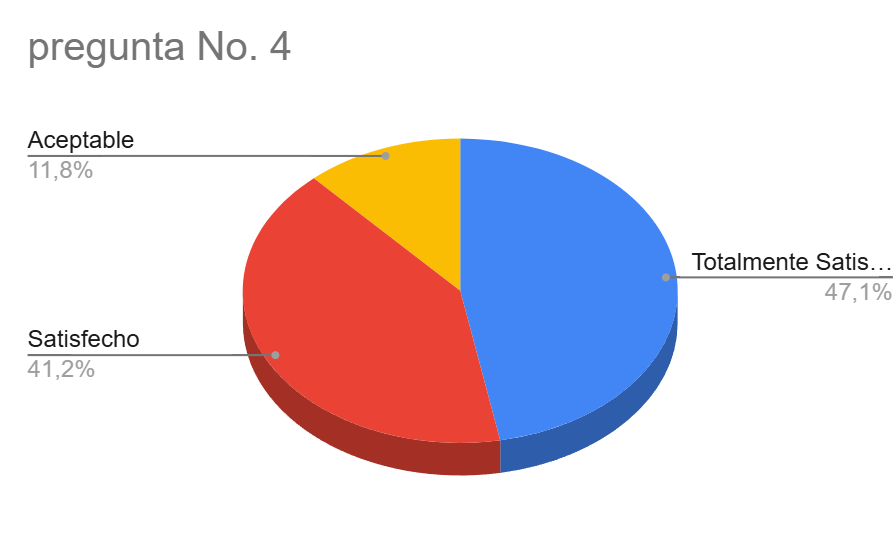 pregunta No. 4
Aceptable
11,8%
Totalmente Satis…
47,1%
Satisfecho
41,2%